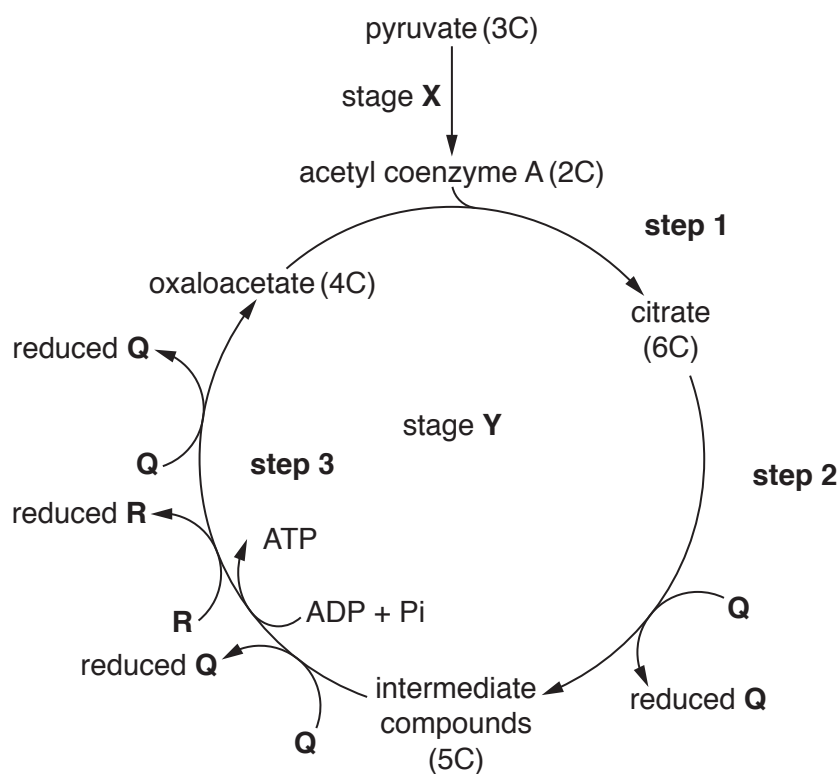 pyruvate (3C)
stage X
acetyl coenzyme A (2C)
step 1
oxaloacetate (4C)
citrate
(6C)
reduced Q
stage Y
Q
step 3
step 2
reduced R
ATP
R
ADP + Pi
Q
reduced Q
intermediate
compounds
(5C)
reduced Q
Q